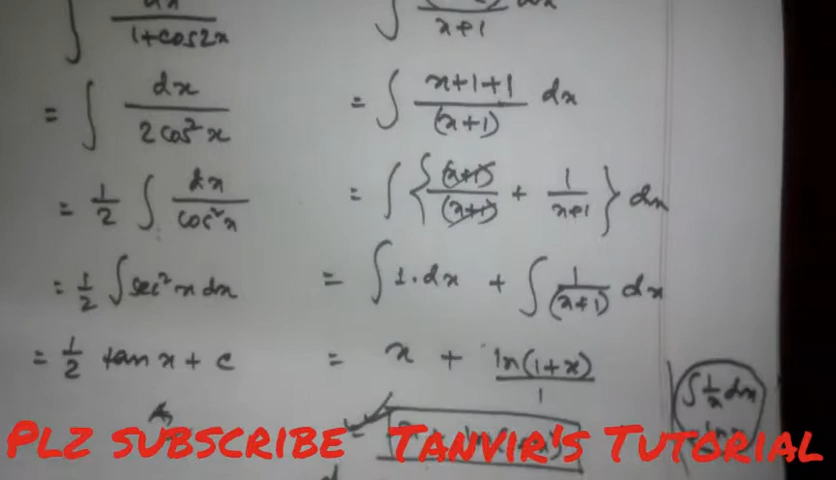 ∫ dx / 1+cos2x
= ∫ dx / 2cos²x
= 1/2 ∫ dx / cos²x
= 1/2 ∫ sec²x dx
= 1/2 tan x + c
∫ / x+1 dx
= ∫ x+1+1 / (x+1) dx
= ∫ { (x+1) / (x+1) + 1 / x+1 } dx
= ∫ 1.dx + ∫ 1 / (x+1) dx
= x + ln(1+x) / 1
∫ 1/x dx
Plz subscribe Tanvir's Tutorial